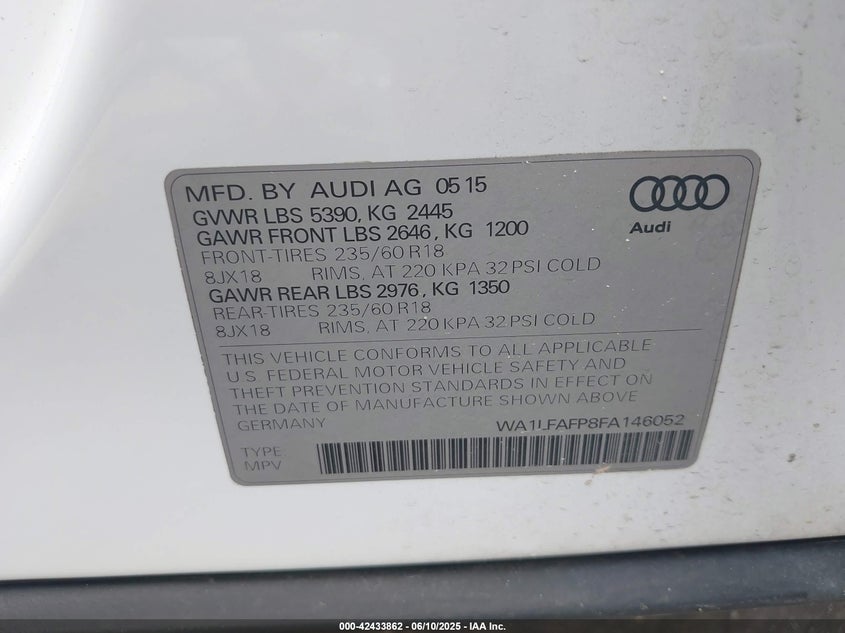 MFD. BY AUDI AG 05 15
GVWR LBS 5390, KG 2445
GAWR FRONT LBS 2646, KG 1200
FRONT-TIRES 235/60 R18
8JX18 RIMS, AT 220 KPA 32 PSI COLD
GAWR REAR LBS 2976, KG 1350
REAR-TIRES 235/60 R18
8JX18 RIMS, AT 220 KPA 32 PSI COLD
Audi
THIS VEHICLE CONFORMS TO ALL APPLICABLE
U.S. FEDERAL MOTOR VEHICLE SAFETY AND
THEFT PREVENTION STANDARDS IN EFFECT ON
THE DATE OF MANUFACTURE SHOWN ABOVE
GERMANY WA1LFAFP8FA146052
TYPE
MPV
000-42433862 - 06/10/2025 - IAA Inc.